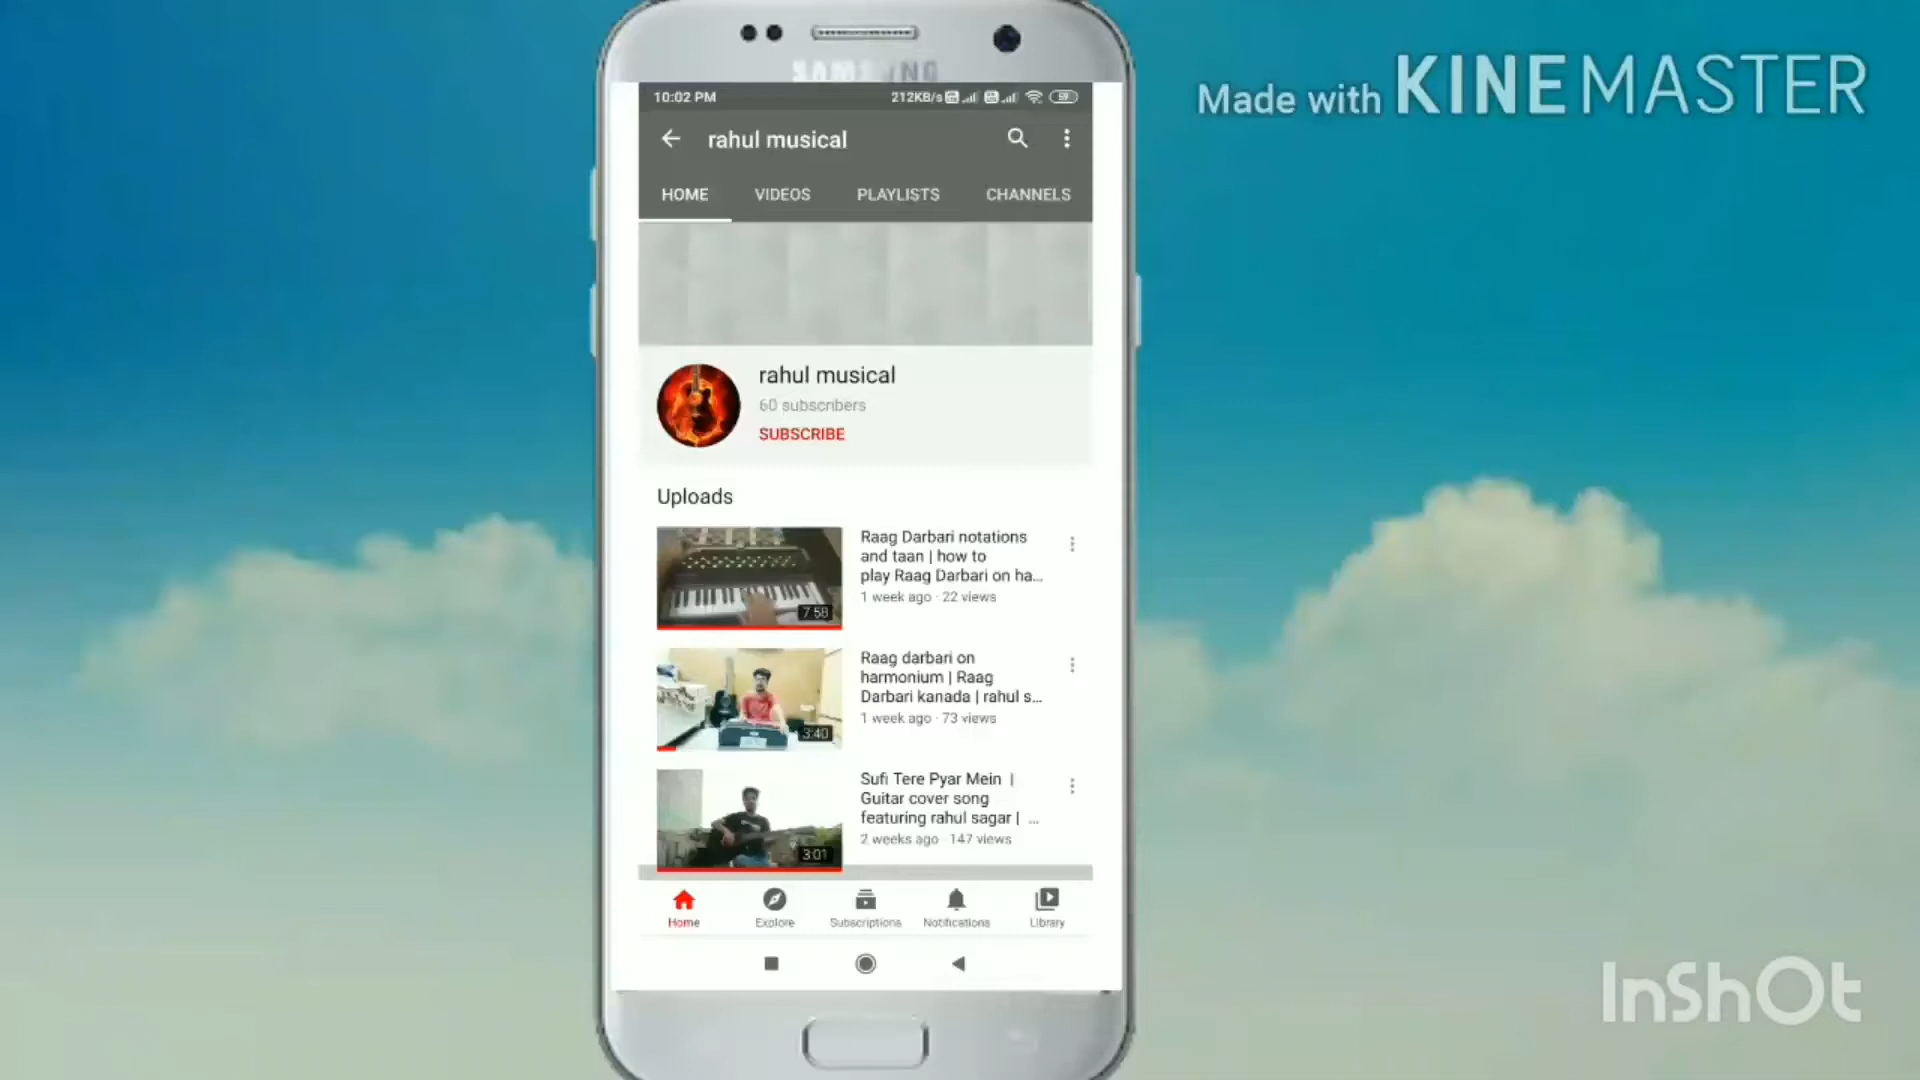 Made with KINEMASTER
SAMSUNG
10:02 PM
212KB/s
59
rahul musical
HOME
VIDEOS
PLAYLISTS
CHANNELS
rahul musical
60 subscribers
SUBSCRIBE
Uploads
7:58
Raag Darbari notations
and taan | how to
play Raag Darbari on ha...
1 week ago · 22 views
3:40
Raag darbari on
harmonium | Raag
Darbari kanada | rahul s...
1 week ago · 73 views
3:01
Sufi Tere Pyar Mein |
Guitar cover song
featuring rahul sagar | ...
2 weeks ago · 147 views
Home
Explore
Subscriptions
Notifications
Library
InShOt